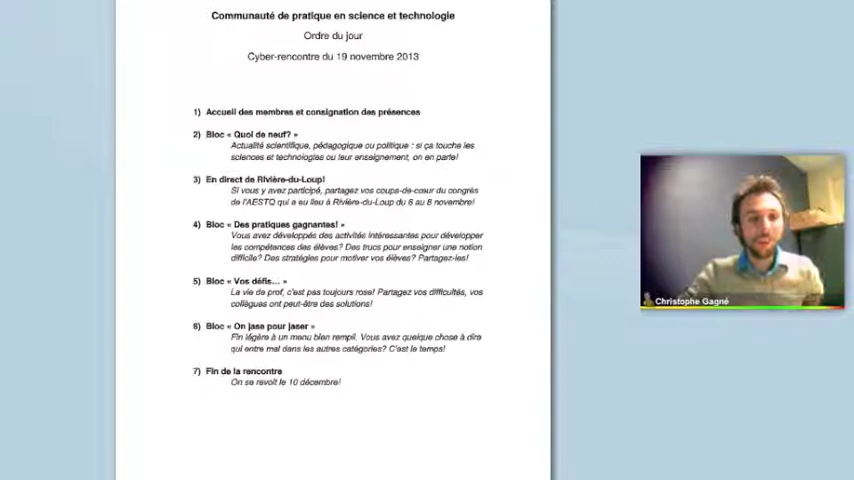 Communauté de pratique en science et technologie
Ordre du jour
Cyber-rencontre du 19 novembre 2013
1) Accueil des membres et consignation des présences
2) Bloc « Quoi de neuf? »
Actualité scientifique, pédagogique ou politique : si ça touche les
sciences et technologies ou leur enseignement, on en parle!
3) En direct de Rivière-du-Loup!
Si vous y avez participé, partagez vos coups-de-cœur du congrès
de l'AESTQ qui a eu lieu à Rivière-du-Loup du 6 au 8 novembre!
4) Bloc « Des pratiques gagnantes! »
Vous avez développés des activités intéressantes pour développer
les compétences des élèves? Des trucs pour enseigner une notion
difficile? Des stratégies pour motiver vos élèves? Partagez-les!
5) Bloc « Vos défis... »
La vie de prof, c'est pas toujours rose! Partagez vos difficultés, vos
collègues ont peut-être des solutions!
6) Bloc « On jase pour jaser »
Fin légère à un menu bien rempli. Vous avez quelque chose à dire
qui entre mal dans les autres catégories? C'est le temps!
7) Fin de la rencontre
On se revoit le 10 décembre!
Christophe Gagné